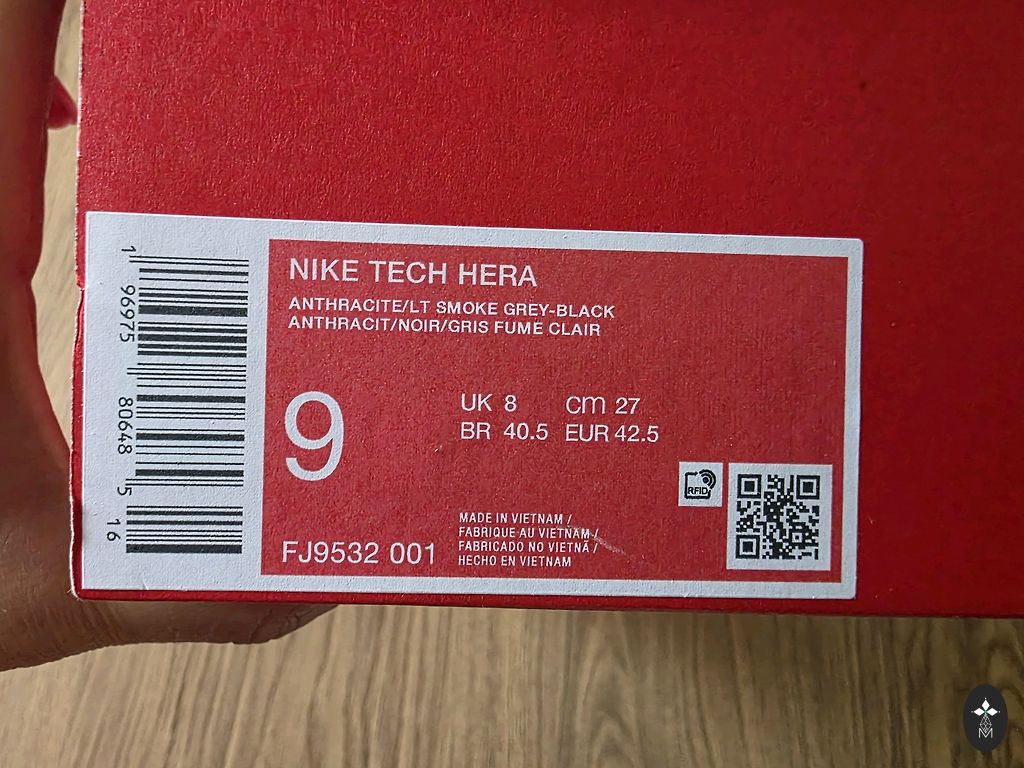 NIKE TECH HERA
ANTHRACITE/LT SMOKE GREY-BLACK
ANTHRACIT/NOIR/GRIS FUME CLAIR
9
UK 8 cm 27
BR 40.5 EUR 42.5
RFID
FJ9532 001
MADE IN VIETNAM /
FABRIQUE AU VIETNAM /
FABRICADO NO VIETNÃ /
HECHO EN VIETNAM
1 96975 80648 5 16
M